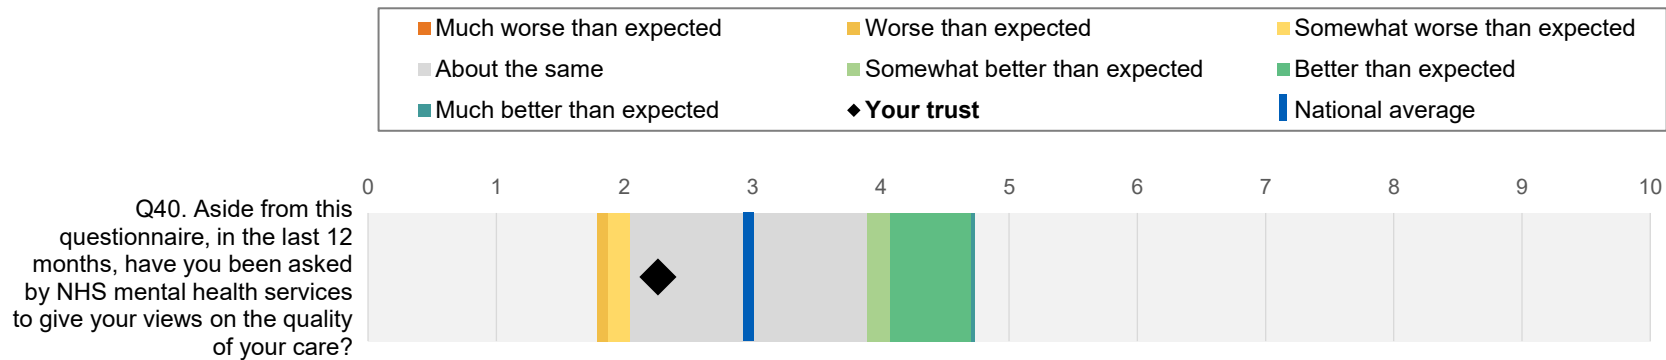 Much worse than expected Worse than expected Somewhat worse than expected
About the same Somewhat better than expected Better than expected
Much better than expected Your trust National average
0 1 2 3 4 5 6 7 8 9 10
Q40. Aside from this
questionnaire, in the last 12
months, have you been asked
by NHS mental health services
to give your views on the quality
of your care?